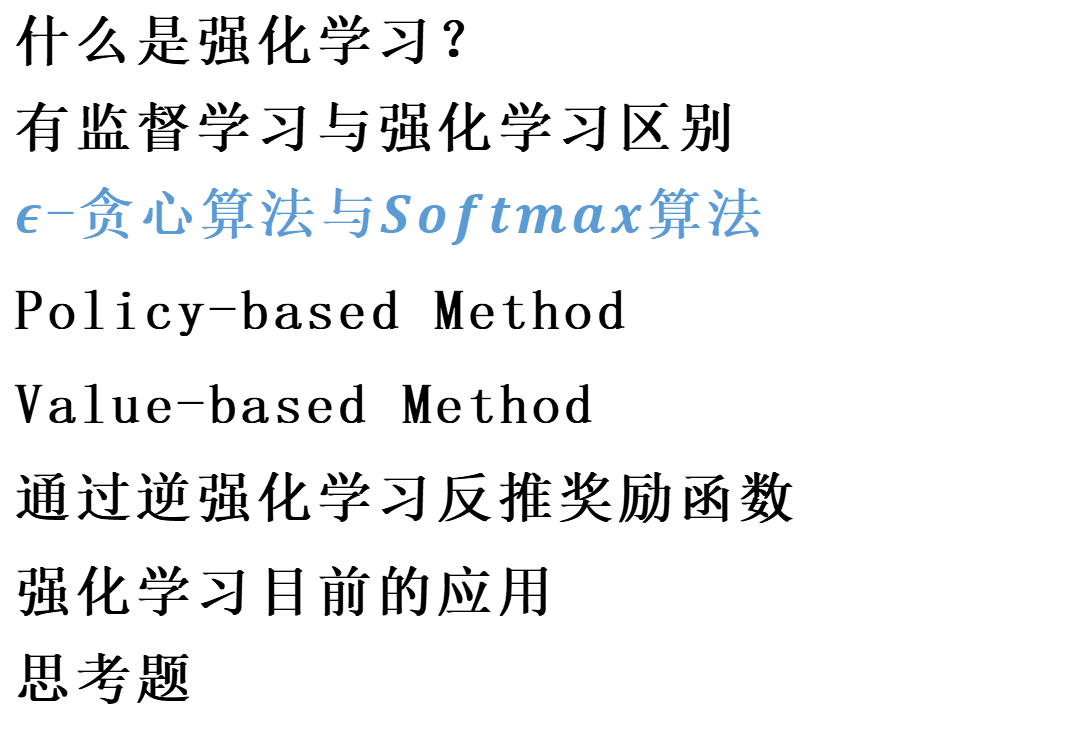 什么是强化学习？
有监督学习与强化学习区别
ϵ-贪心算法与Softmax算法
Policy-based Method
Value-based Method
通过逆强化学习反推奖励函数
强化学习目前的应用
思考题